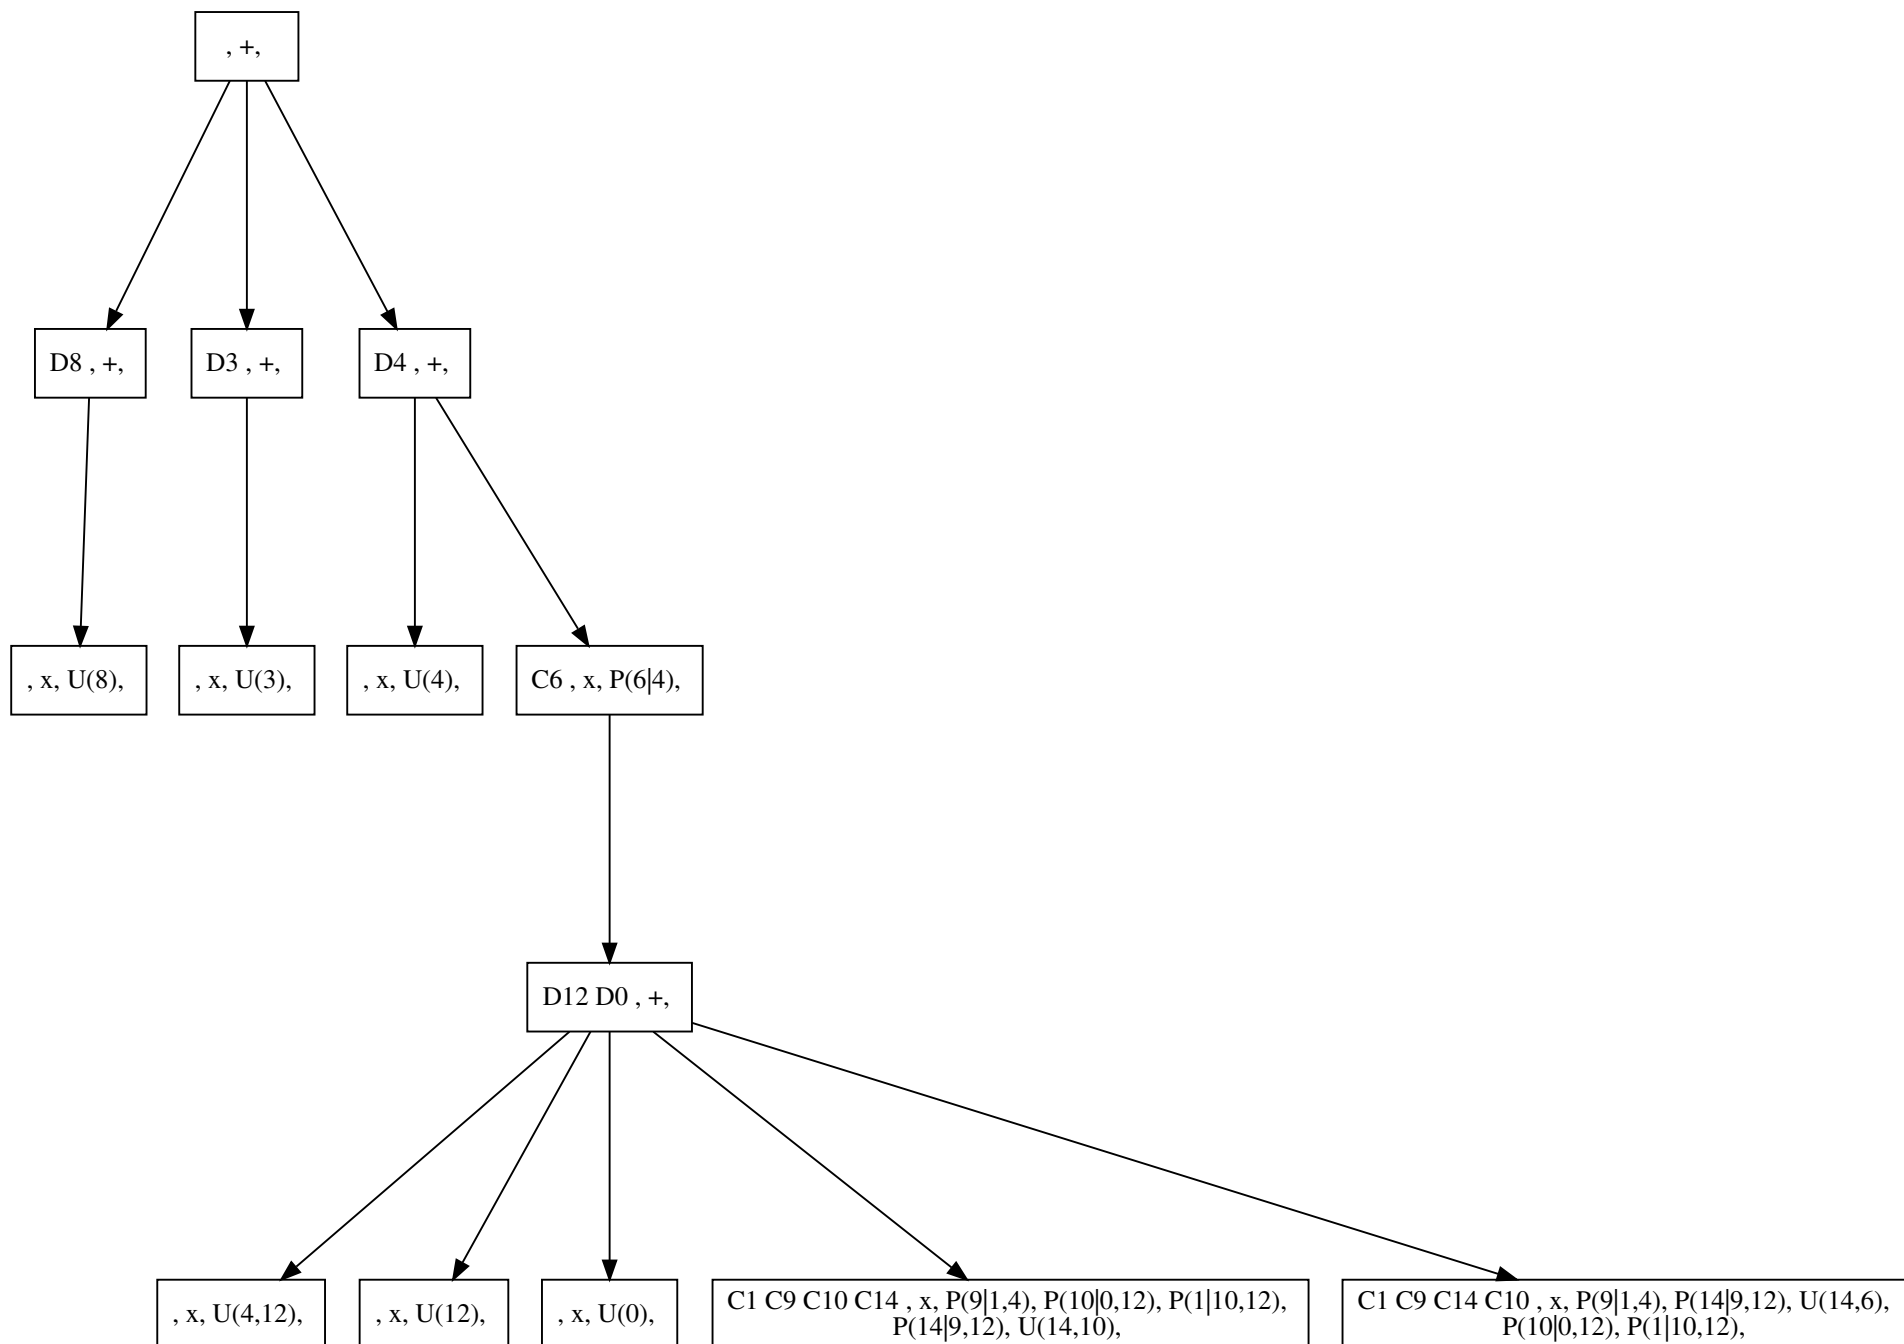 , +,
D8 , +,
D3 , +,
D4 , +,
, x, U(8),
, x, U(3),
, x, U(4),
C6 , x, P(6|4),
D12 D0 , +,
, x, U(4,12),
, x, U(12),
, x, U(0),
C1 C9 C10 C14 , x, P(9|1,4), P(10|0,12), P(1|10,12),
P(14|9,12), U(14,10),
C1 C9 C14 C10 , x, P(9|1,4), P(14|9,12), U(14,6),
P(10|0,12), P(1|10,12),